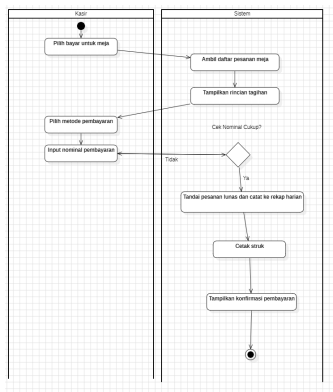 Kasir
Sistem
Pilih bayar untuk meja
Ambil daftar pesanan meja
Tampilkan rincian tagihan
Pilih metode pembayaran
Cek Nominal Cukup?
Input nominal pembayaran
Tidak
Ya
Tandai pesanan lunas dan catat ke rekap harian
Cetak struk
Tampilkan konfirmasi pembayaran